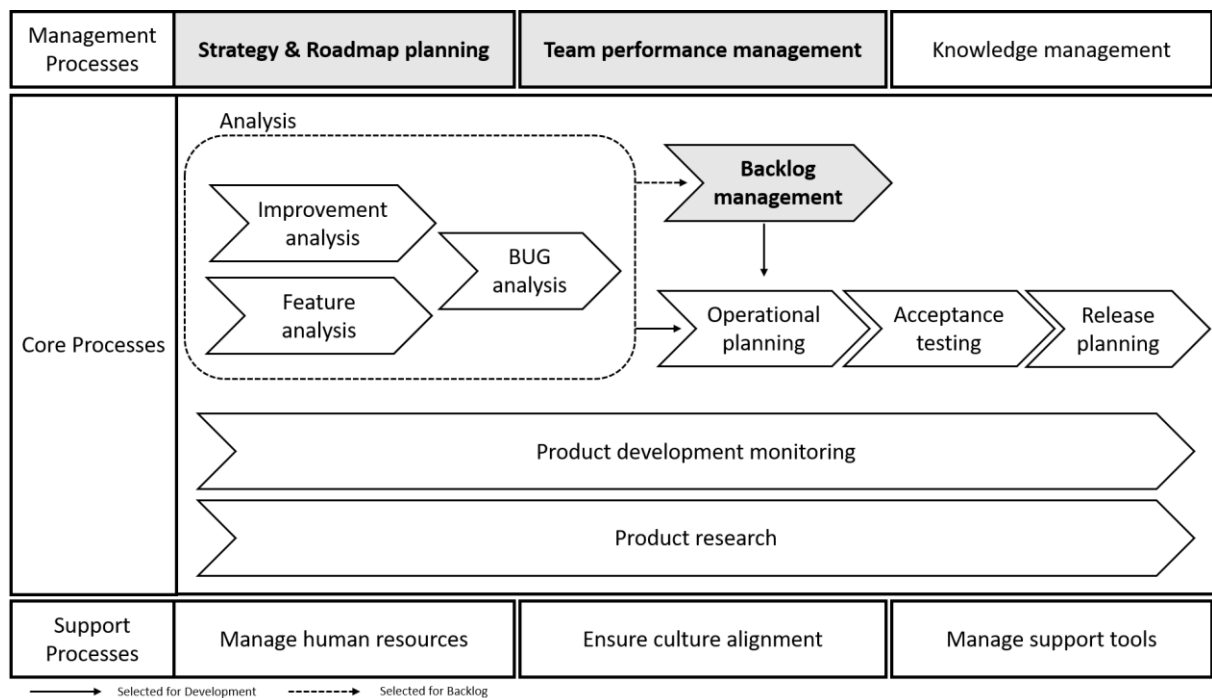 Management
Processes
Strategy & Roadmap planning
Team performance management
Knowledge management
Core Processes
Analysis
Improvement
analysis
Feature
analysis
BUG
analysis
Backlog
management
Operational
planning
Acceptance
testing
Release
planning
Product development monitoring
Product research
Support
Processes
Manage human resources
Ensure culture alignment
Manage support tools
Selected for Development
Selected for Backlog